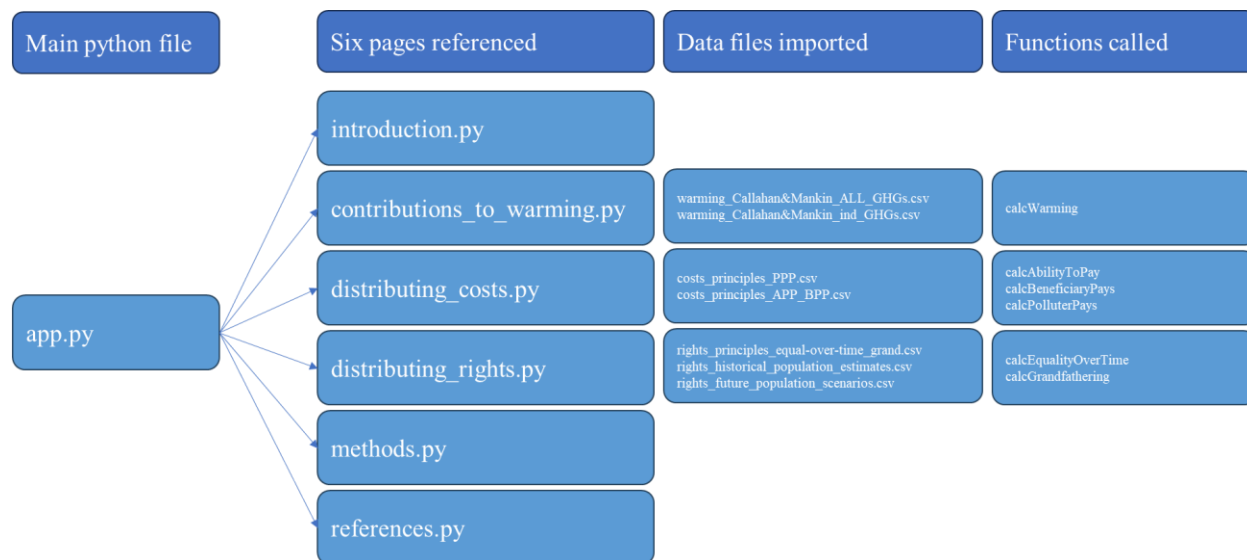 Main python file
Six pages referenced
Data files imported
Functions called
introduction.py
contributions_to_warming.py
warming_Callahan&Mankin_ALL_GHGs.csv
warming_Callahan&Mankin_ind_GHGs.csv
calcWarming
distributing_costs.py
costs_principles_PPP.csv
costs_principles_APP_BPP.csv
calcAbilityToPay
calcBeneficiaryPays
calcPolluterPays
app.py
distributing_rights.py
rights_principles_equal-over-time_grand.csv
rights_historical_population_estimates.csv
rights_future_population_scenarios.csv
calcEqualityOverTime
calcGrandfathering
methods.py
references.py